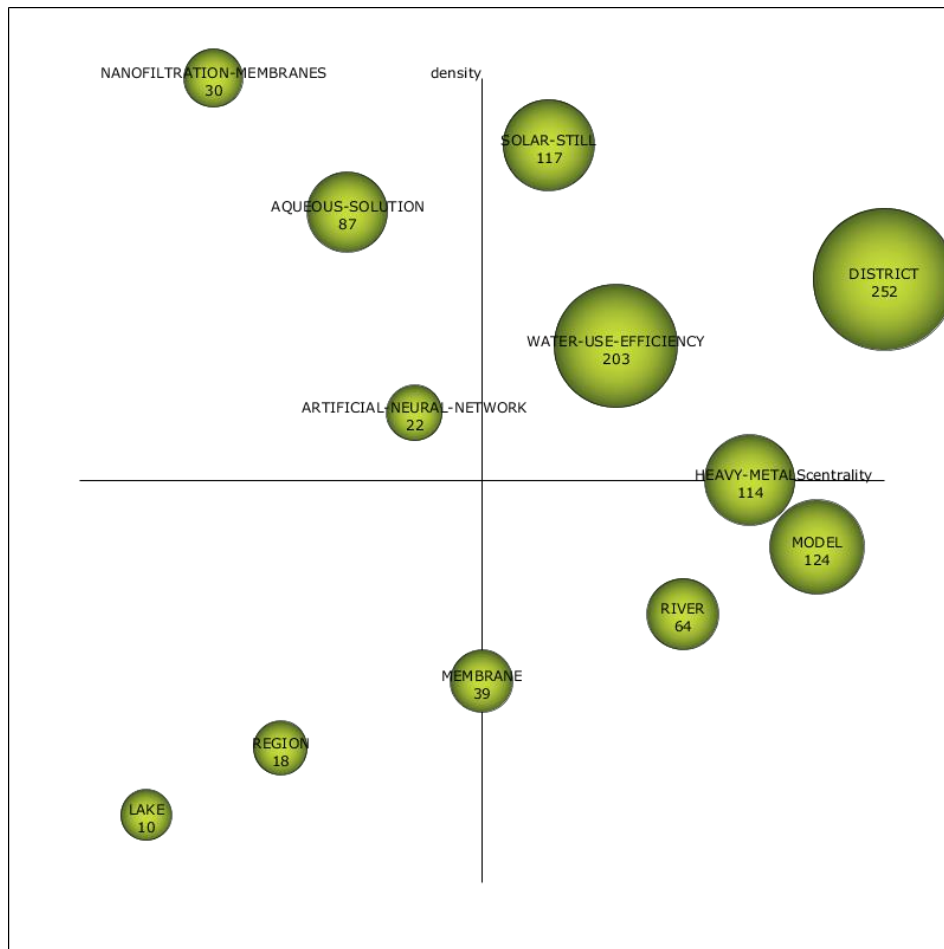 NANOFILTRATION-MEMBRANES
30
density
SOLAR-STILL
117
AQUEOUS-SOLUTION
87
DISTRICT
252
WATER-USE-EFFICIENCY
203
ARTIFICIAL-NEURAL-NETWORK
22
HEAVY-METALS
114
centrality
MODEL
124
RIVER
64
MEMBRANE
39
REGION
18
LAKE
10